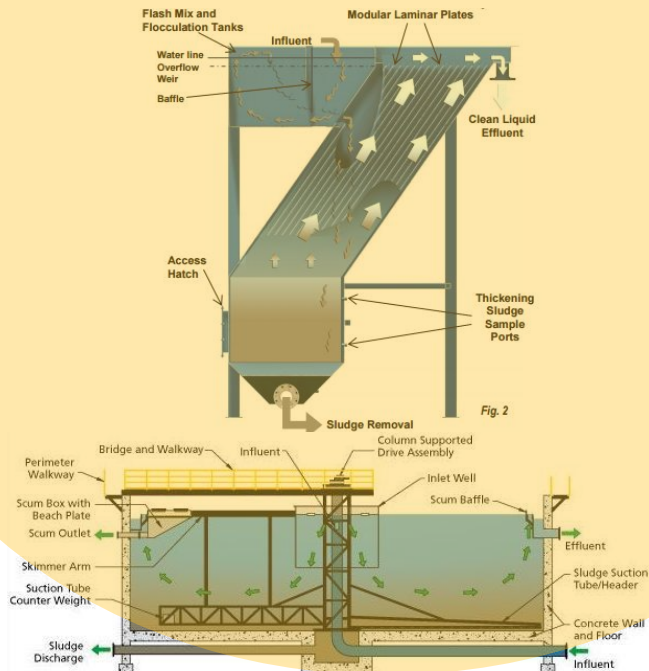 Flash Mix and
Flocculation Tanks
Influent
Modular Laminar Plates
Water line
Overflow
Weir
Baffle
Clean Liquid
Effluent
Access
Hatch
Thickening
Sludge
Sample
Ports
Sludge Removal
Fig. 2
Perimeter
Walkway
Bridge and Walkway
Influent
Column Supported
Drive Assembly
Inlet Well
Scum Box with
Beach Plate
Scum Baffle
Scum Outlet
Effluent
Skimmer Arm
Suction Tube
Counter Weight
Sludge Suction
Tube/Header
Concrete Wall
and Floor
Sludge
Discharge
Influent